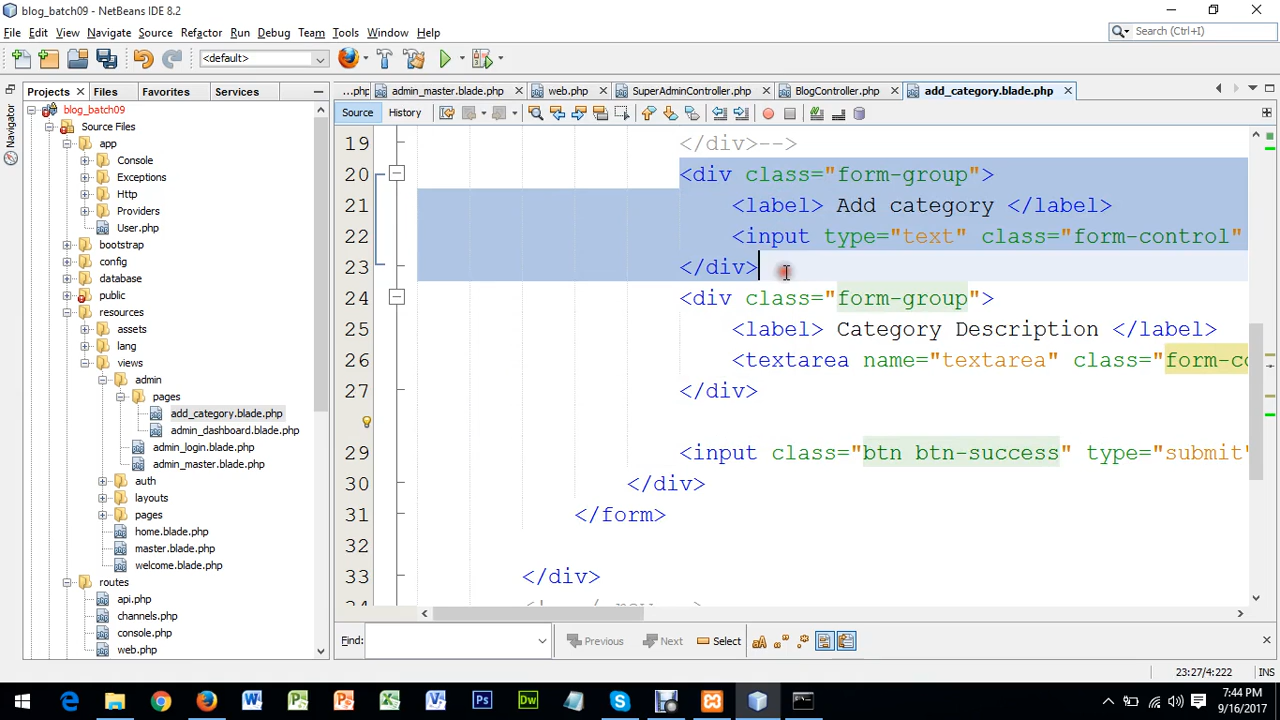 blog_batch09 - NetBeans IDE 8.2
File Edit View Navigate Source Refactor Run Debug Team Tools Window Help
Search (Ctrl+I)
<default>
Projects Files Favorites Services
...php admin_master.blade.php web.php SuperAdminController.php BlogController.php add_category.blade.php
Navigator
Source History
blog_batch09
Source Files
app
Console
Exceptions
Http
Providers
User.php
bootstrap
config
database
public
resources
assets
lang
views
admin
pages
add_category.blade.php
admin_dashboard.blade.php
admin_login.blade.php
admin_master.blade.php
auth
layouts
pages
home.blade.php
master.blade.php
welcome.blade.php
routes
api.php
channels.php
console.php
web.php
19 </div>-->
20 <div class="form-group">
21 <label> Add category </label>
22 <input type="text" class="form-control"
23 </div>
24 <div class="form-group">
25 <label> Category Description </label>
26 <textarea name="textarea" class="form-co
27 </div>
29 <input class="btn btn-success" type="submit"
30 </div>
31 </form>
32
33 </div>
Find: Previous Next Select
23:27/4:222 INS
7:44 PM
9/16/2017